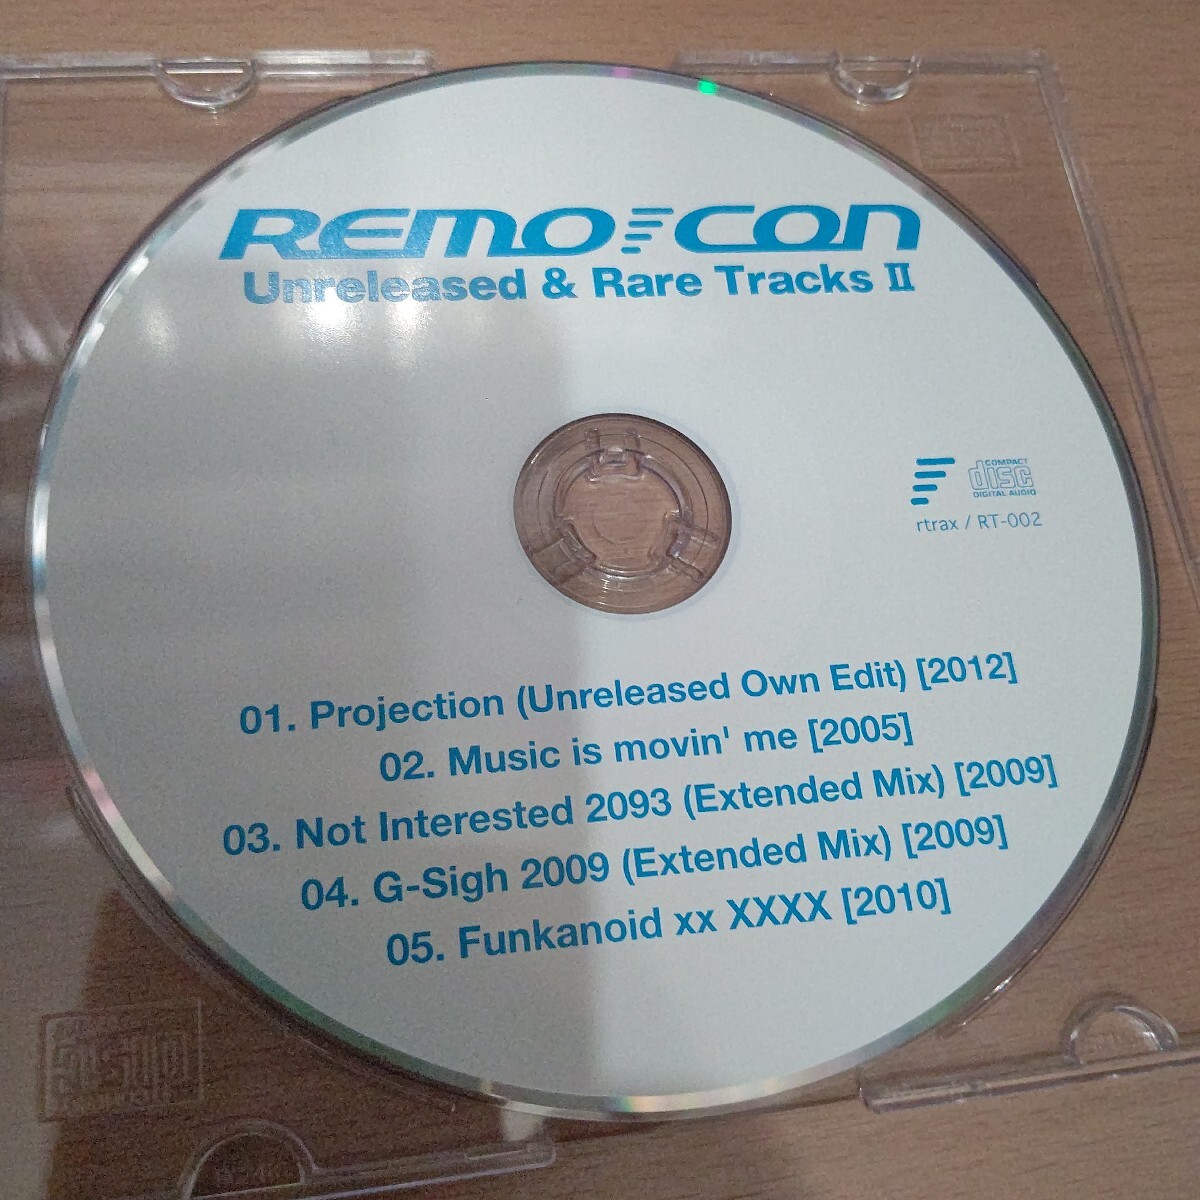 REMO CON
Unreleased & Rare Tracks II
COMPACT
disc
DIGITAL AUDIO
rtrax / RT-002
01. Projection (Unreleased Own Edit) [2012]
02. Music is movin' me [2005]
03. Not Interested 2093 (Extended Mix) [2009]
04. G-Sigh 2009 (Extended Mix) [2009]
05. Funkanoid xx XXXX [2010]